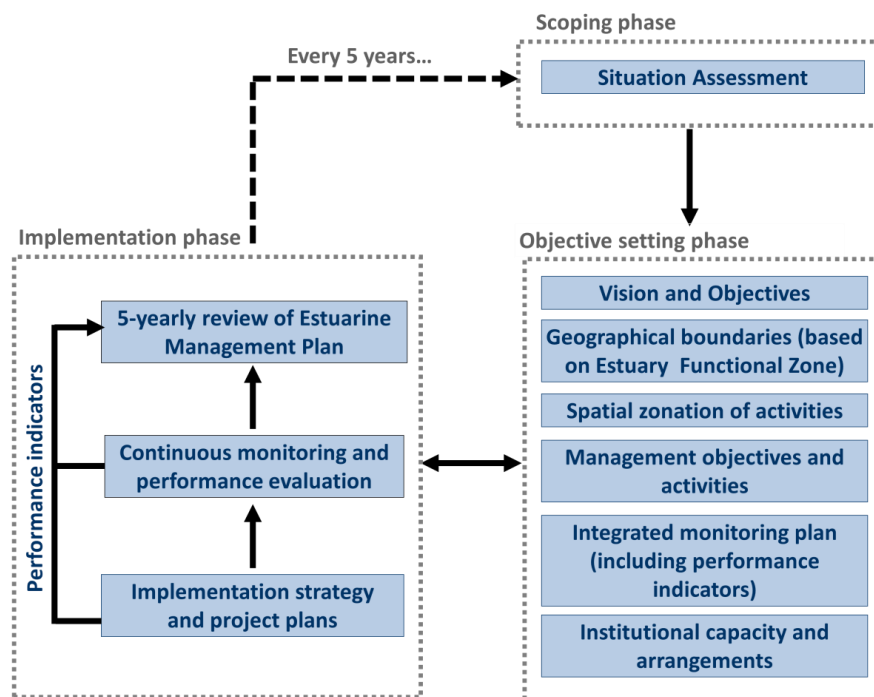 Scoping phase
Every 5 years...
Situation Assessment
Implementation phase
Objective setting phase
5-yearly review of Estuarine
Management Plan
Continuous monitoring and
performance evaluation
Implementation strategy
and project plans
Performance indicators
Vision and Objectives
Geographical boundaries (based
on Estuary Functional Zone)
Spatial zonation of activities
Management objectives and
activities
Integrated monitoring plan
(including performance
indicators)
Institutional capacity and
arrangements